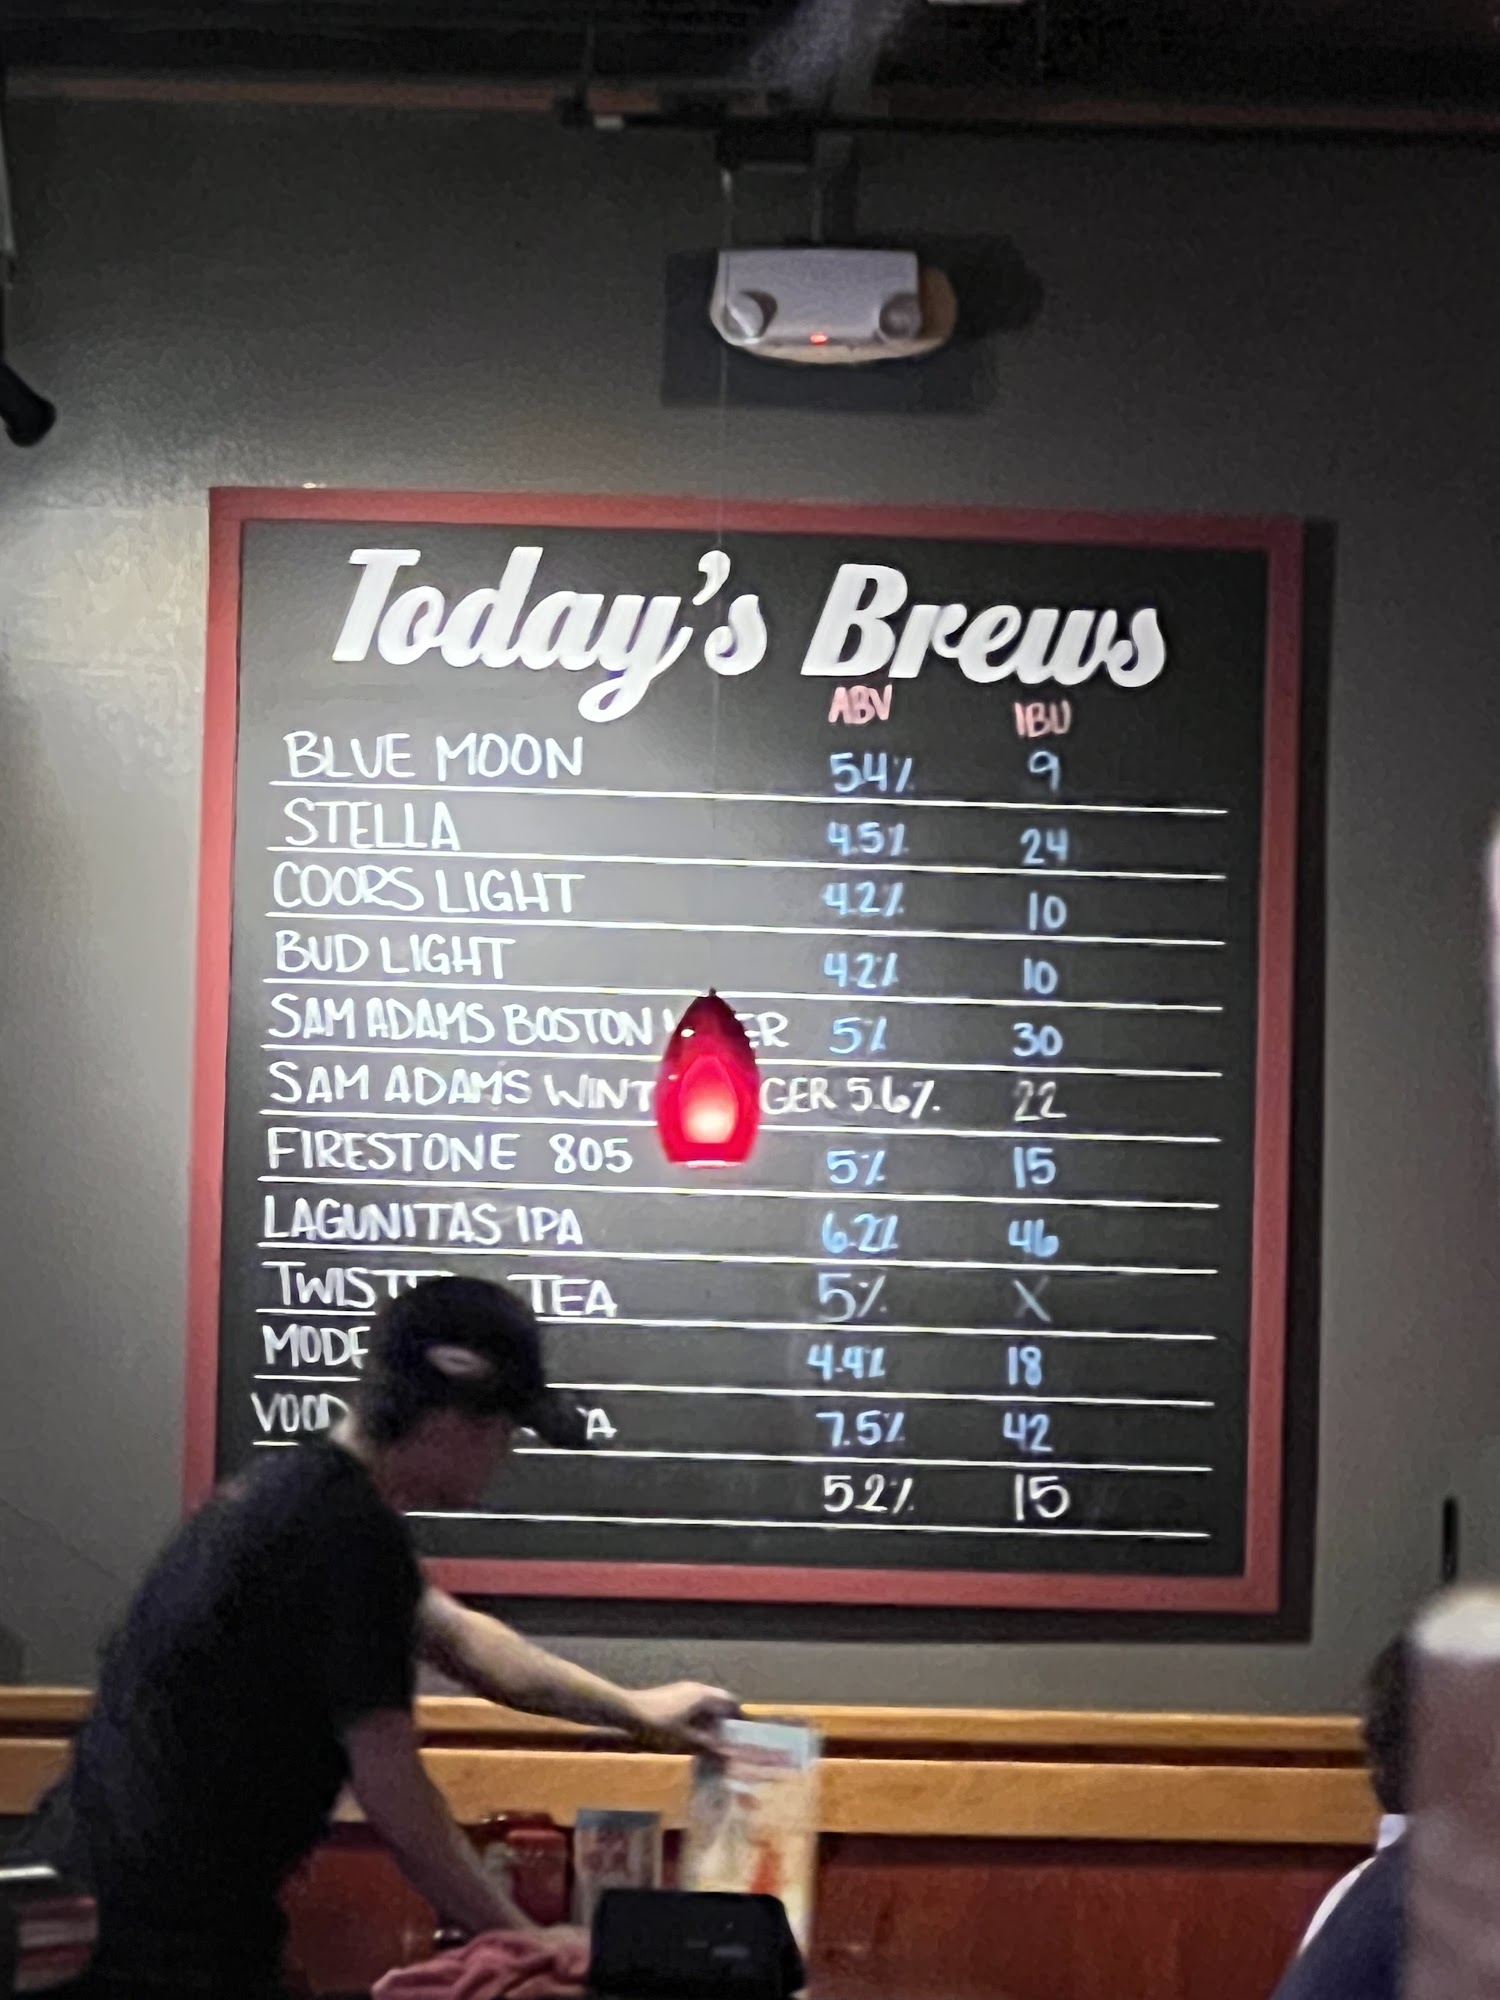 Today's Brews
ABV IBU
BLUE MOON 5.4% 9
STELLA 4.5% 24
COORS LIGHT 4.2% 10
BUD LIGHT 4.2% 10
SAM ADAMS BOSTON 5% 30
SAM ADAMS 5.6% 22
FIRESTONE 805 5% 15
LAGUNITAS IPA 6.2% 46
TEA 5% X
4.4% 18
7.5% 42
5.2% 15